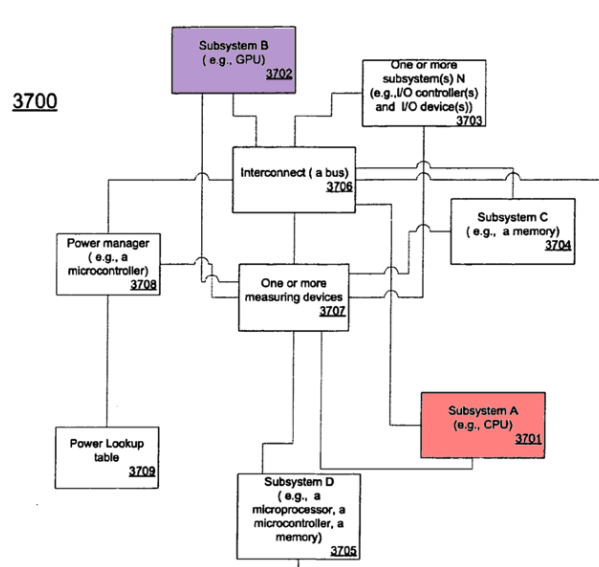 Subsystem B
( e.g., GPU)
3702
3700
One or more
subsystem(s) N
(e.g.,I/O controller(s)
and I/O device(s))
3703
Interconnect ( a bus)
3706
Subsystem C
( e.g., a memory)
3704
Power manager
( e.g., a
microcontroller)
3708
One or more
measuring devices
3707
Subsystem A
(e.g., CPU)
3701
Power Lookup
table
3709
Subsystem D
( e.g., a
microprocessor, a
microcontroller, a
memory)
3705